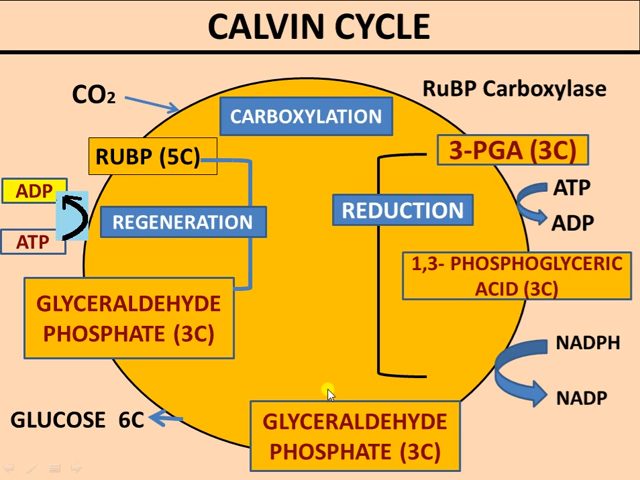 CALVIN CYCLE
CO2
RuBP Carboxylase
CARBOXYLATION
RUBP (5C)
3-PGA (3C)
ADP
ATP
ATP
ADP
REGENERATION
REDUCTION
1,3- PHOSPHOGLYCERIC
ACID (3C)
GLYCERALDEHYDE
PHOSPHATE (3C)
NADPH
NADP
GLUCOSE 6C
GLYCERALDEHYDE
PHOSPHATE (3C)